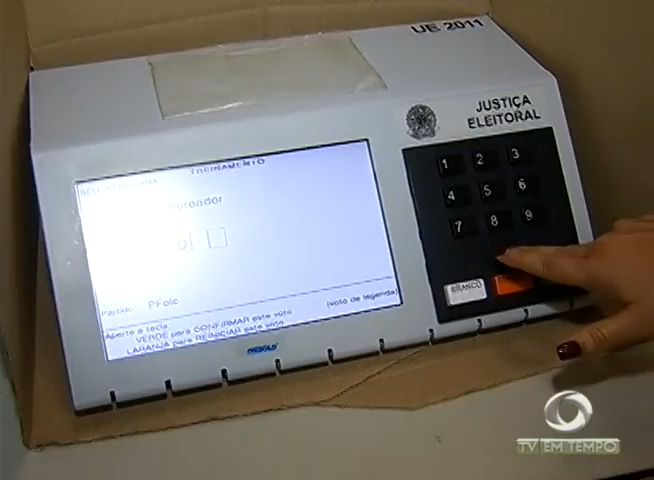 UE 2011
JUSTIÇA
ELEITORAL
TREINAMENTO
Vereador
Partido: PFolc
(voto de legenda)
Aperte a tecla
VERDE para CONFIRMAR este voto
LARANJA para REINICIAR este voto
1 2 3
4 5 6
7 8 9
BRANCO
TV EM TEMPO